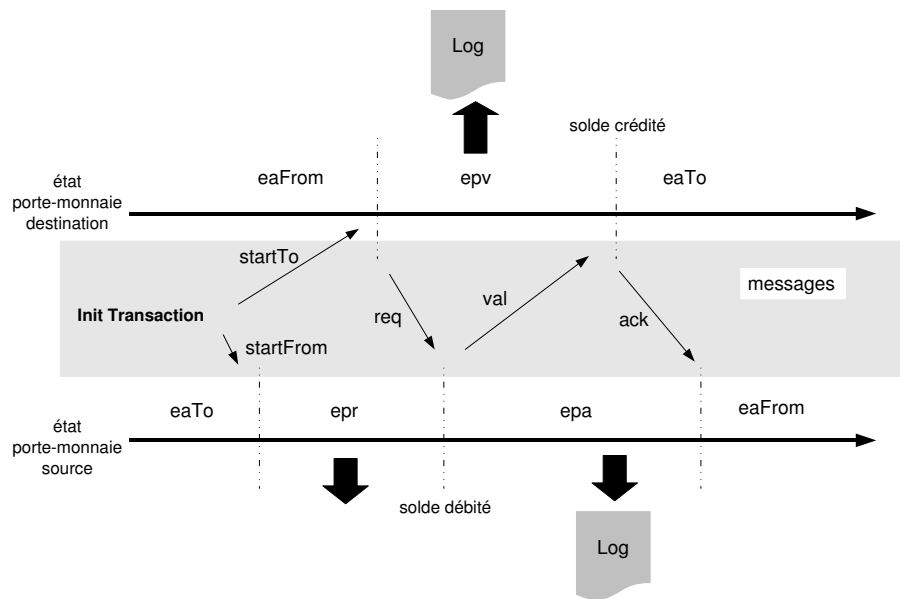 Log
solde crédité
eaFrom
epv
eaTo
état
porte-monnaie
destination
startTo
messages
Init Transaction
req
val
ack
startFrom
eaTo
epr
epa
eaFrom
état
porte-monnaie
source
solde débité
Log